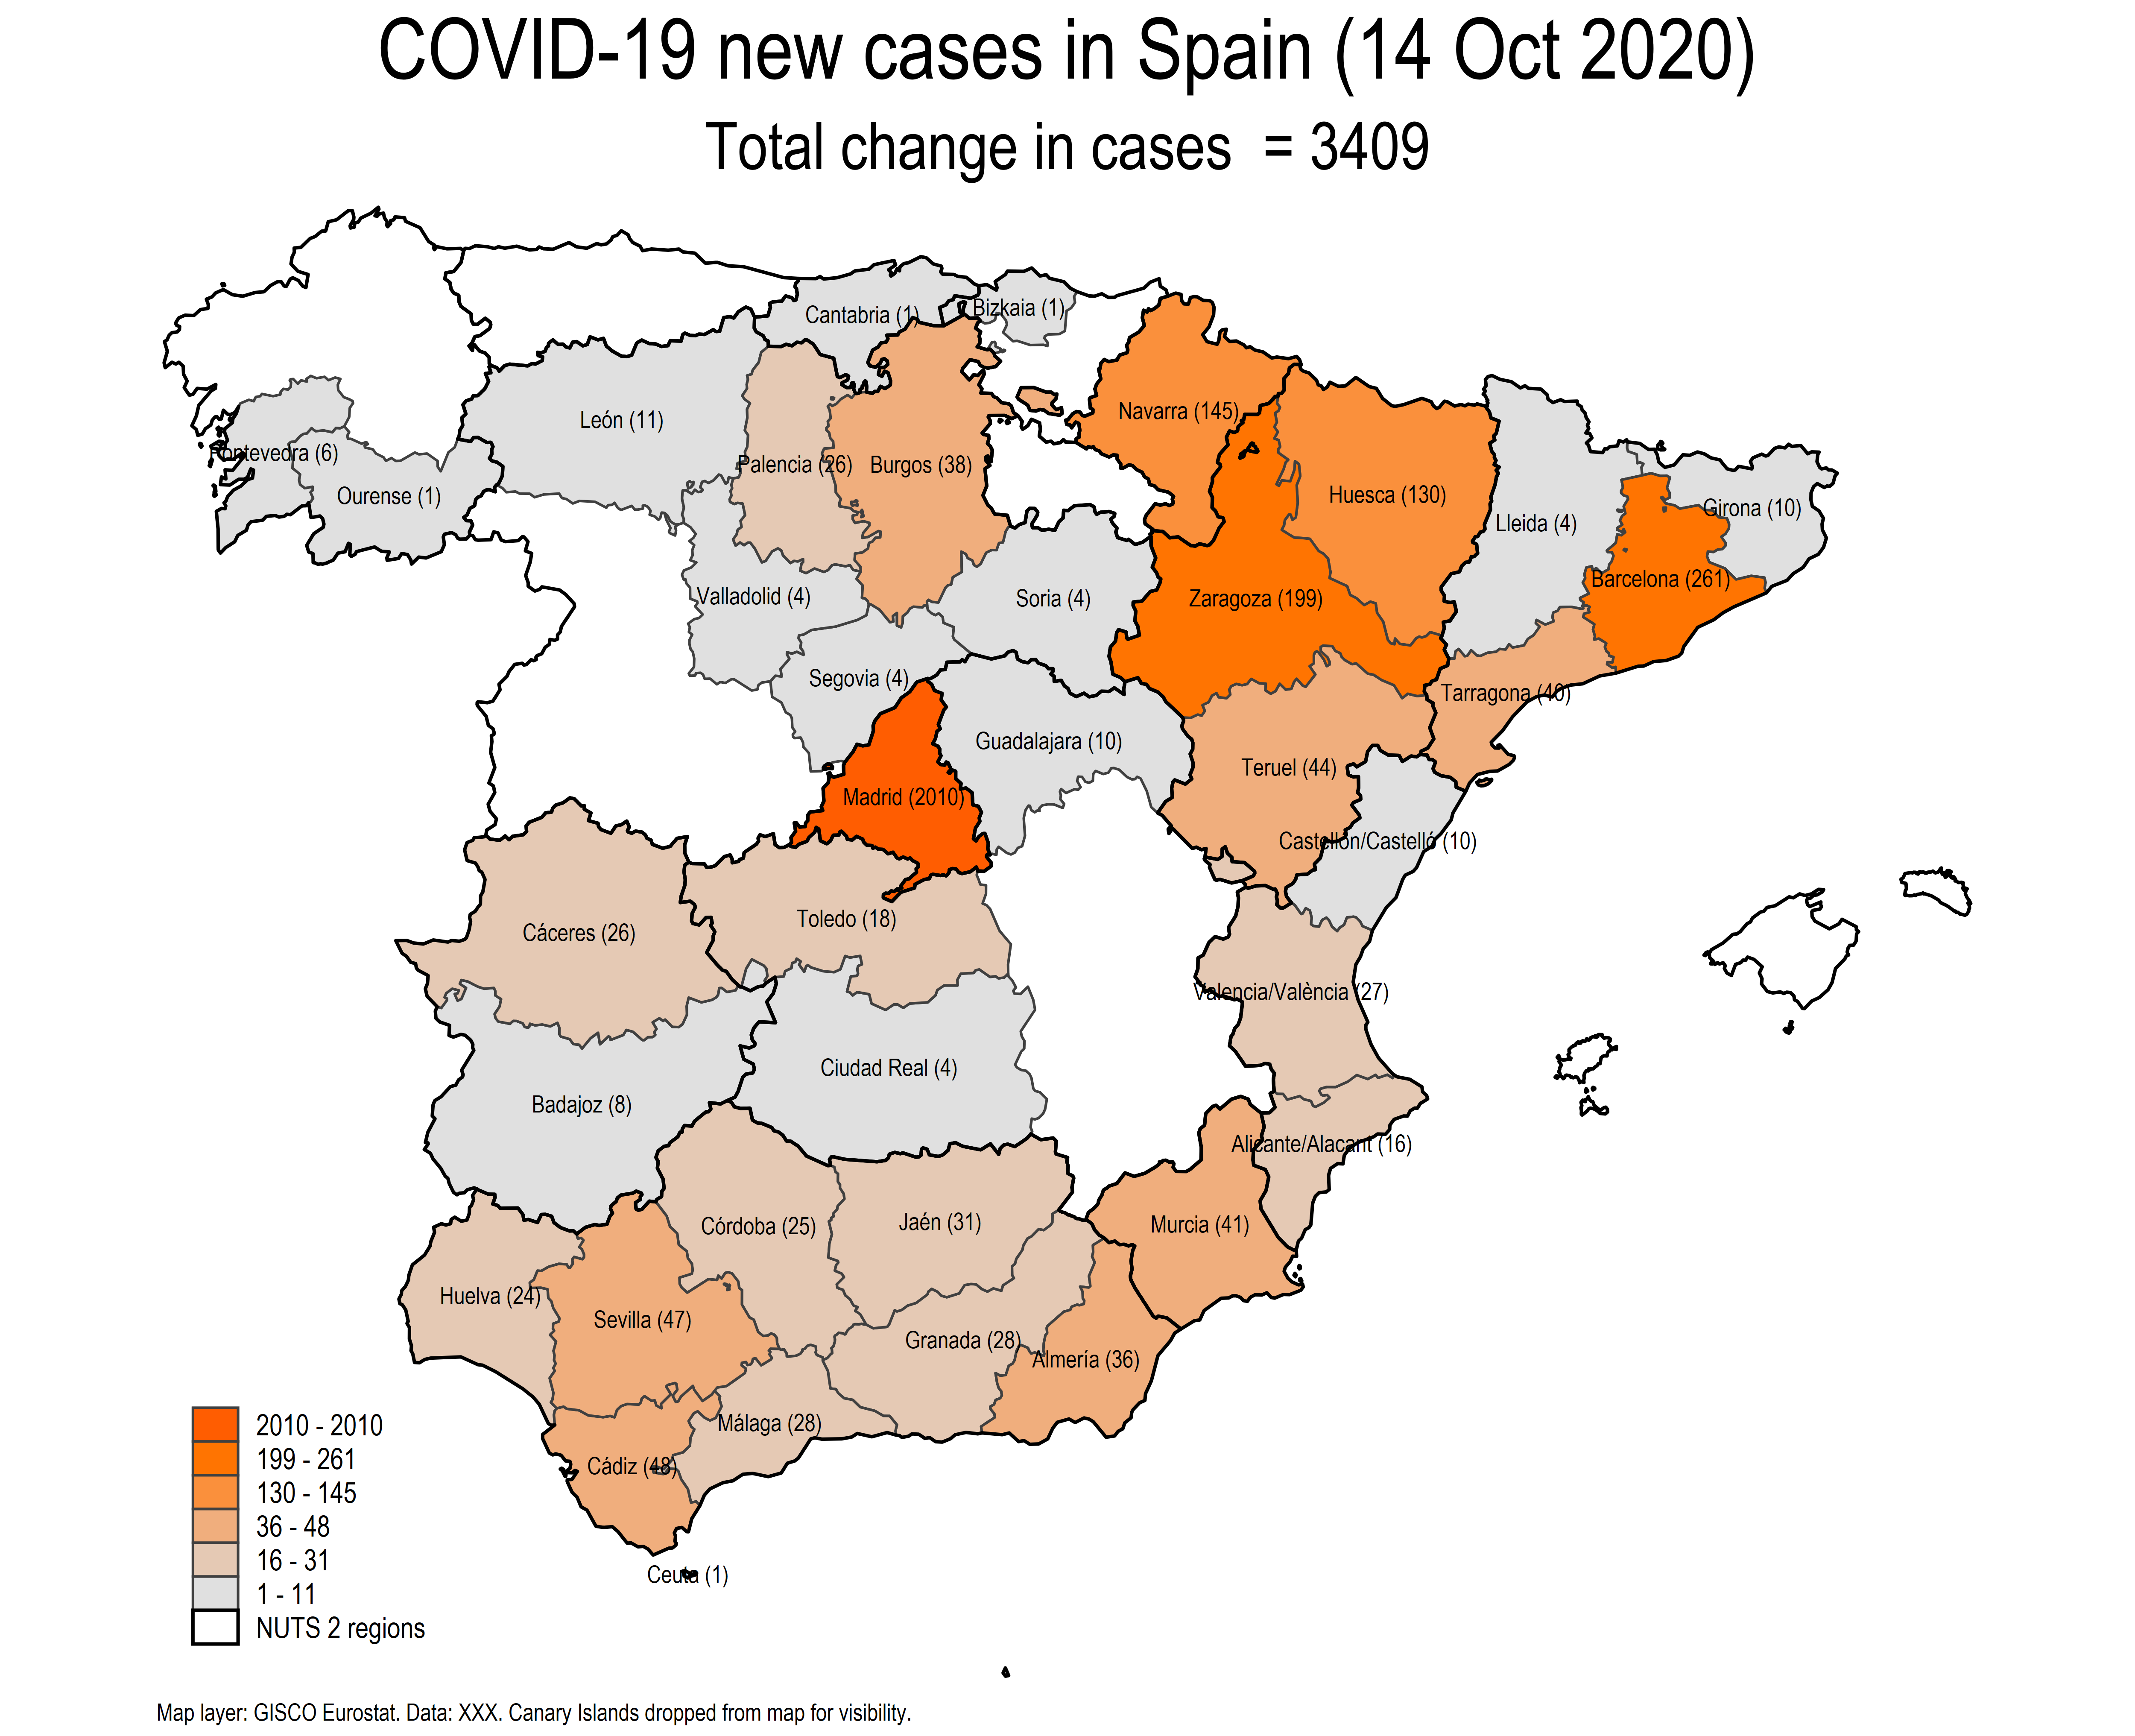 COVID-19 new cases in Spain (14 Oct 2020)
Total change in cases = 3409
Cantabria (1)
Bizkaia (1)
Navarra (145)
León (11)
Pontevedra (6)
Palencia (26)
Burgos (38)
Ourense (1)
Huesca (130)
Lleida (4)
Girona (10)
Barcelona (261)
Valladolid (4)
Soria (4)
Zaragoza (199)
Segovia (4)
Tarragona (40)
Guadalajara (10)
Teruel (44)
Madrid (2010)
Castellón/Castelló (10)
Toledo (18)
Cáceres (26)
Valencia/València (27)
Ciudad Real (4)
Badajoz (8)
Alicante/Alacant (16)
Córdoba (25)
Jaén (31)
Murcia (41)
Huelva (24)
Sevilla (47)
Granada (28)
Almería (36)
Málaga (28)
Cádiz (48)
Ceuta (1)
2010 - 2010
199 - 261
130 - 145
36 - 48
16 - 31
1 - 11
NUTS 2 regions
Map layer: GISCO Eurostat. Data: XXX. Canary Islands dropped from map for visibility.